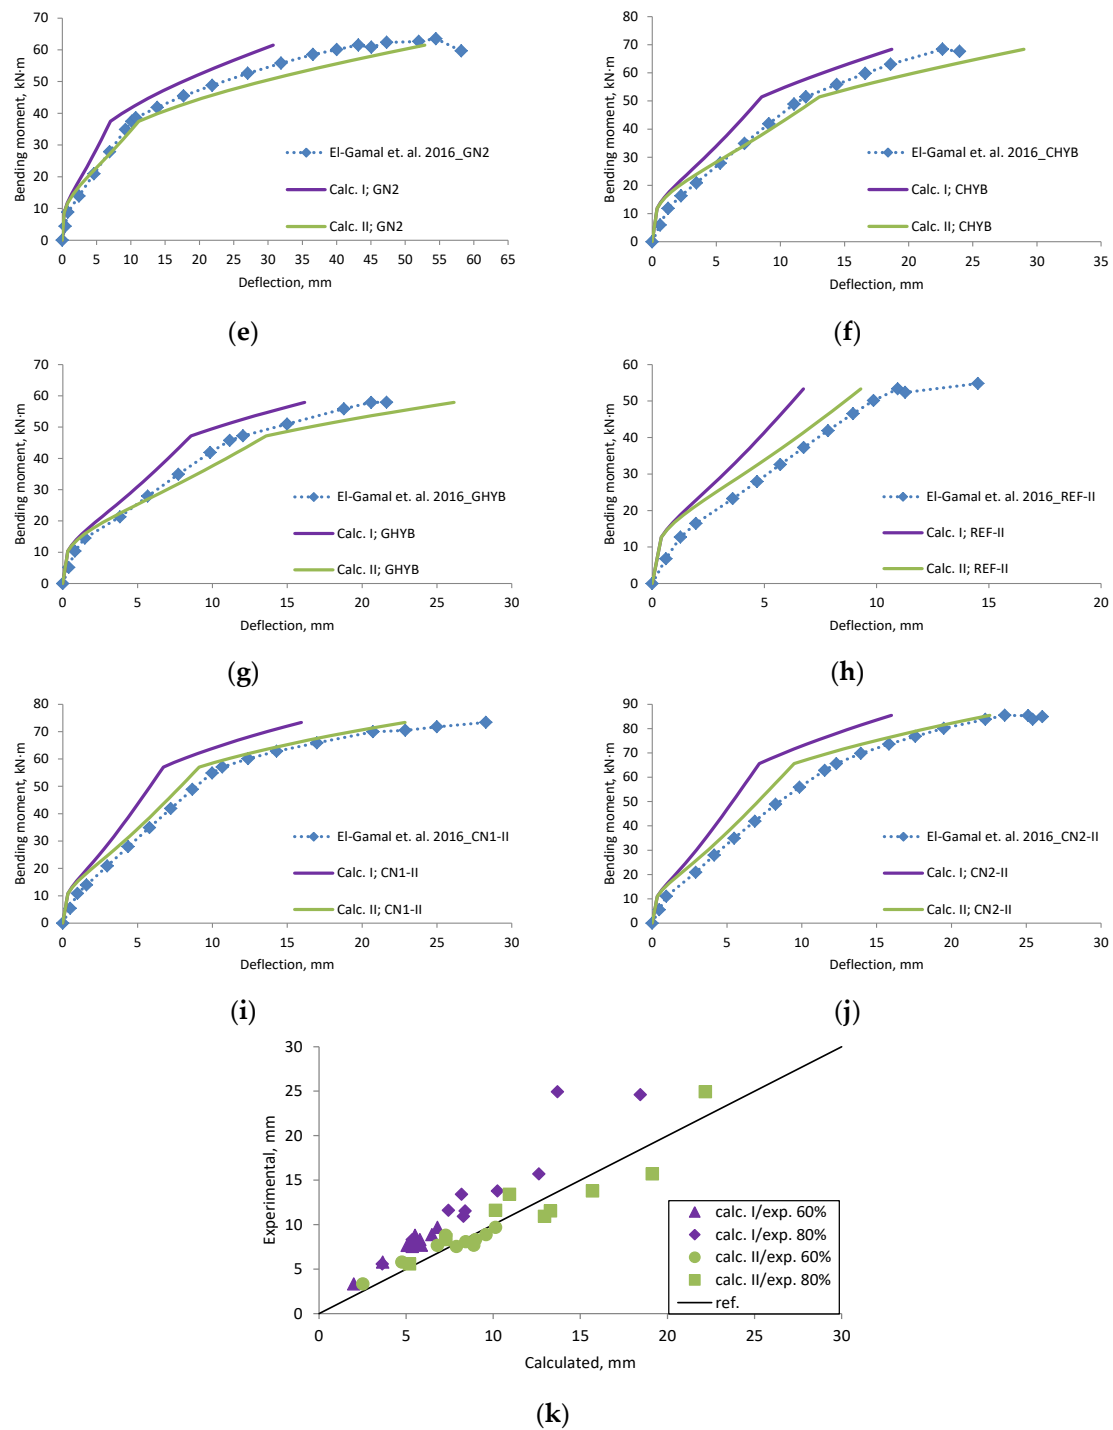 Bending moment, kN·m
70
60
50
40
30
20
10
0
0 5 10 15 20 25 30 35 40 45 50 55 60 65
Deflection, mm
El-Gamal et. al. 2016_GN2
Calc. I; GN2
Calc. II; GN2
(e)
Bending moment, kN·m
80
70
60
50
40
30
20
10
0
0 5 10 15 20 25 30 35
Deflection, mm
El-Gamal et. al. 2016_CHYB
Calc. I; CHYB
Calc. II; CHYB
(f)
Bending moment, kN·m
70
60
50
40
30
20
10
0
0 5 10 15 20 25 30
Deflection, mm
El-Gamal et. al. 2016_GHYB
Calc. I; GHYB
Calc. II; GHYB
(g)
Bending moment, kN·m
60
50
40
30
20
10
0
0 5 10 15 20
Deflection, mm
El-Gamal et. al. 2016_REF-II
Calc. I; REF-II
Calc. II; REF-II
(h)
Bending moment, kN·m
80
70
60
50
40
30
20
10
0
0 5 10 15 20 25 30
Deflection, mm
El-Gamal et. al. 2016_CN1-II
Calc. I; CN1-II
Calc. II; CN1-II
(i)
Bending moment, kN·m
90
80
70
60
50
40
30
20
10
0
0 5 10 15 20 25 30
Deflection, mm
El-Gamal et. al. 2016_CN2-II
Calc. I; CN2-II
Calc. II; CN2-II
(j)
Experimental, mm
30
25
20
15
10
5
0
0 5 10 15 20 25 30
Calculated, mm
calc. I/exp. 60%
calc. I/exp. 80%
calc. II/exp. 60%
calc. II/exp. 80%
ref.
(k)